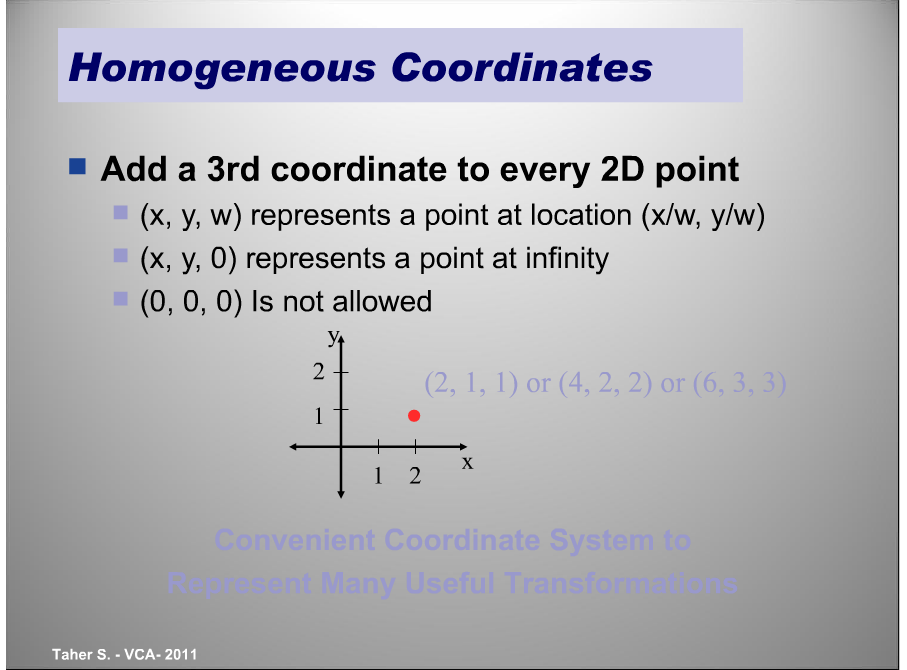 Homogeneous Coordinates
Add a 3rd coordinate to every 2D point
(x, y, w) represents a point at location (x/w, y/w)
(x, y, 0) represents a point at infinity
(0, 0, 0) Is not allowed
y
2
(2, 1, 1) or (4, 2, 2) or (6, 3, 3)
1
x
1 2
Convenient Coordinate System to
Represent Many Useful Transformations
Taher S. - VCA- 2011